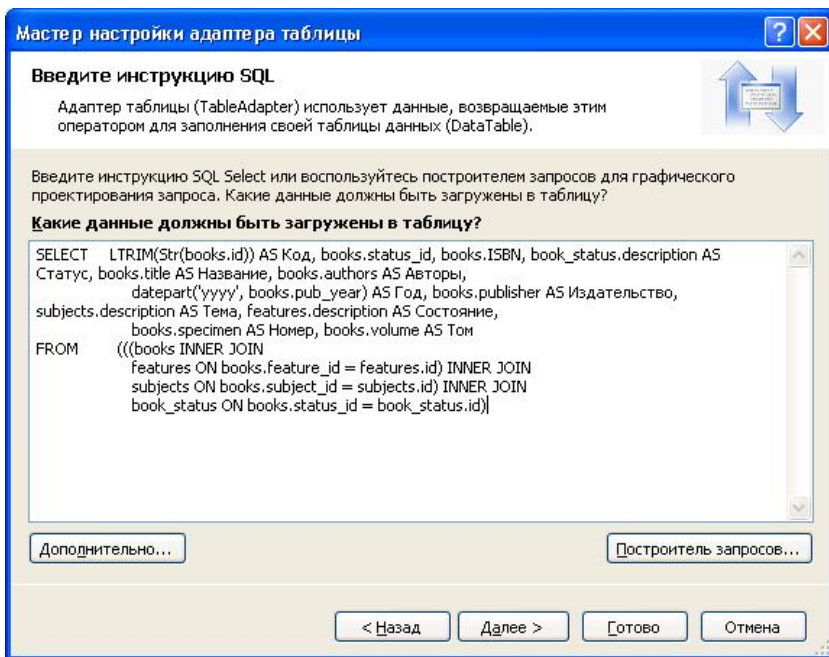 Мастер настройки адаптера таблицы
Введите инструкцию SQL
Адаптер таблицы (TableAdapter) использует данные, возвращаемые этим
оператором для заполнения своей таблицы данных (DataTable).
Введите инструкцию SQL Select или воспользуйтесь построителем запросов для графического
проектирования запроса. Какие данные должны быть загружены в таблицу?
Какие данные должны быть загружены в таблицу?
SELECT LTRIM(Str(books.id)) AS Код, books.status_id, books.ISBN, book_status.description AS
Статус, books.title AS Название, books.authors AS Авторы,
datepart('yyyy', books.pub_year) AS Год, books.publisher AS Издательство,
subjects.description AS Тема, features.description AS Состояние,
books.specimen AS Номер, books.volume AS Том
FROM (((books INNER JOIN
features ON books.feature_id = features.id) INNER JOIN
subjects ON books.subject_id = subjects.id) INNER JOIN
book_status ON books.status_id = book_status.id)
Дополнительно... Построитель запросов...
< Назад Далее > Готово Отмена